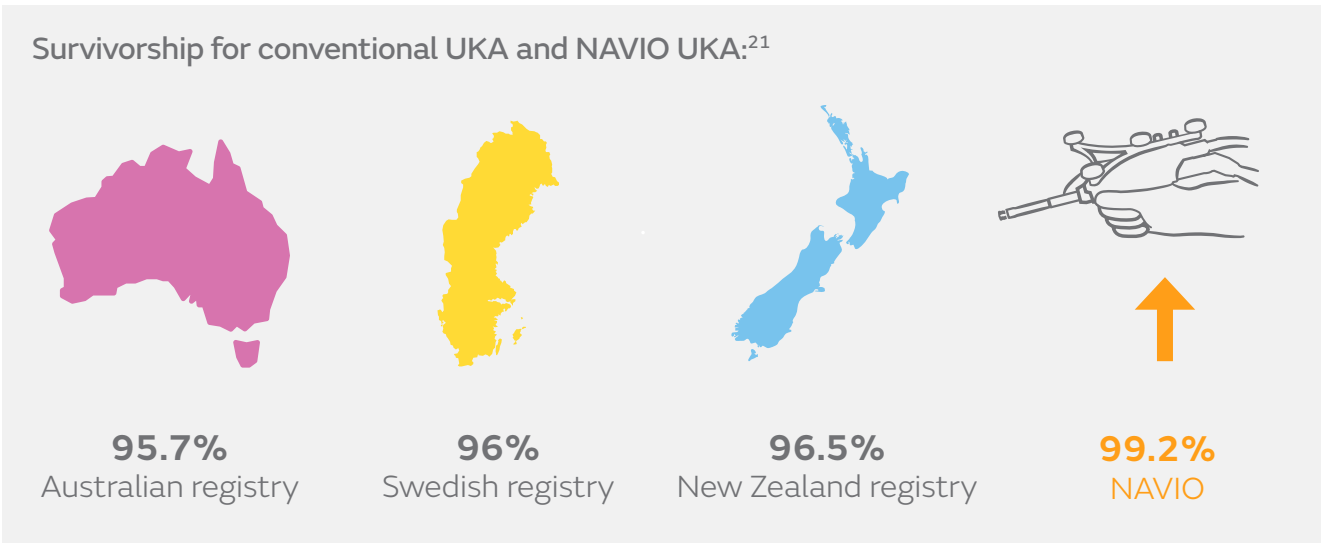 Survivorship for conventional UKA and NAVIO UKA:21
95.7%
Australian registry
96%
Swedish registry
96.5%
New Zealand registry
99.2%
NAVIO